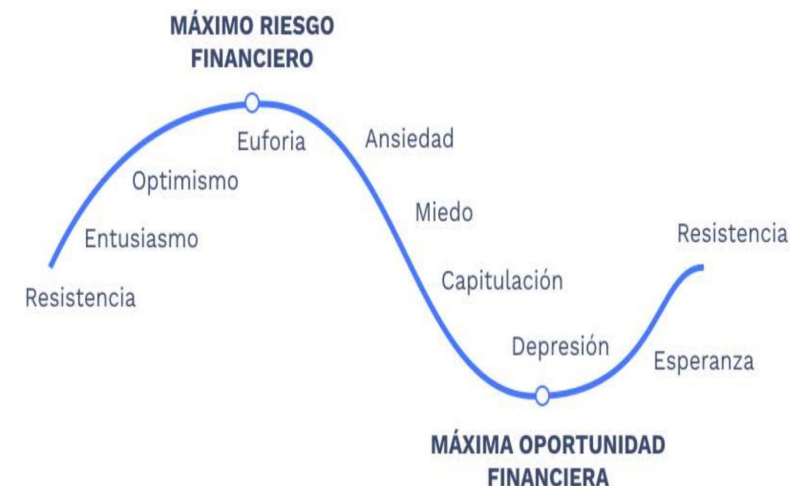 MÁXIMO RIESGO
FINANCIERO
Euforia
Ansiedad
Optimismo
Miedo
Entusiasmo
Resistencia
Resistencia
Capitulación
Depresión
Esperanza
MÁXIMA OPORTUNIDAD
FINANCIERA